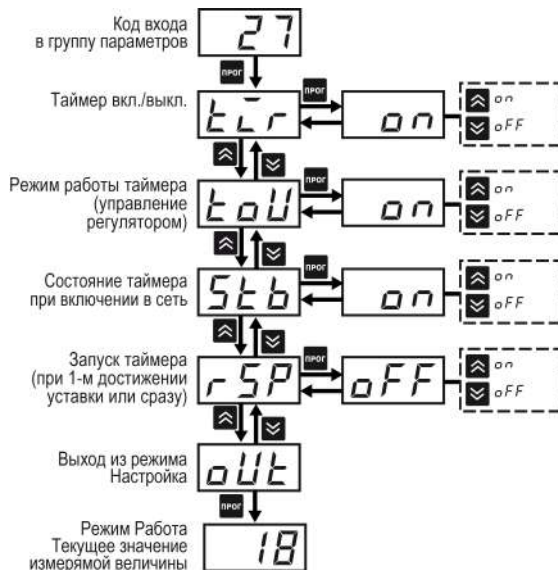 Код входа
в группу параметров
27
ПРОГ
Таймер вкл./выкл.
tir
ПРОГ
on
on
oFF
Режим работы таймера
(управление
регулятором)
toU
ПРОГ
on
on
oFF
Состояние таймера
при включении в сеть
Stb
ПРОГ
on
on
oFF
Запуск таймера
(при 1-м достижении
уставки или сразу)
rSP
ПРОГ
oFF
on
oFF
Выход из режима
Настройка
oUt
ПРОГ
Режим Работа
Текущее значение
измерямой величины
18